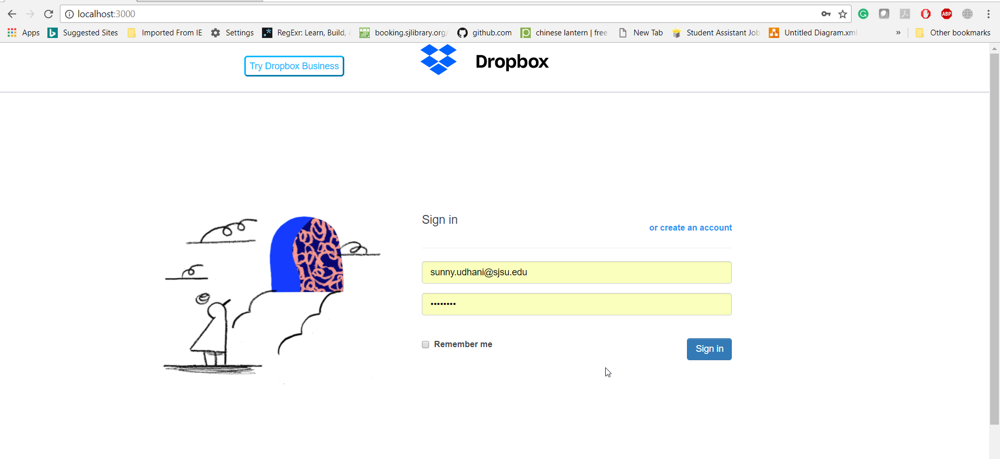 localhost:3000
Apps Suggested Sites Imported From IE Settings RegExr: Learn, Build, booking.sjlibrary.org/ github.com chinese lantern | free New Tab Student Assistant Job Untitled Diagram.xml » Other bookmarks
ABP
Try Dropbox Business Dropbox
Sign in
or create an account
sunny.udhani@sjsu.edu
••••••••
Remember me Sign in